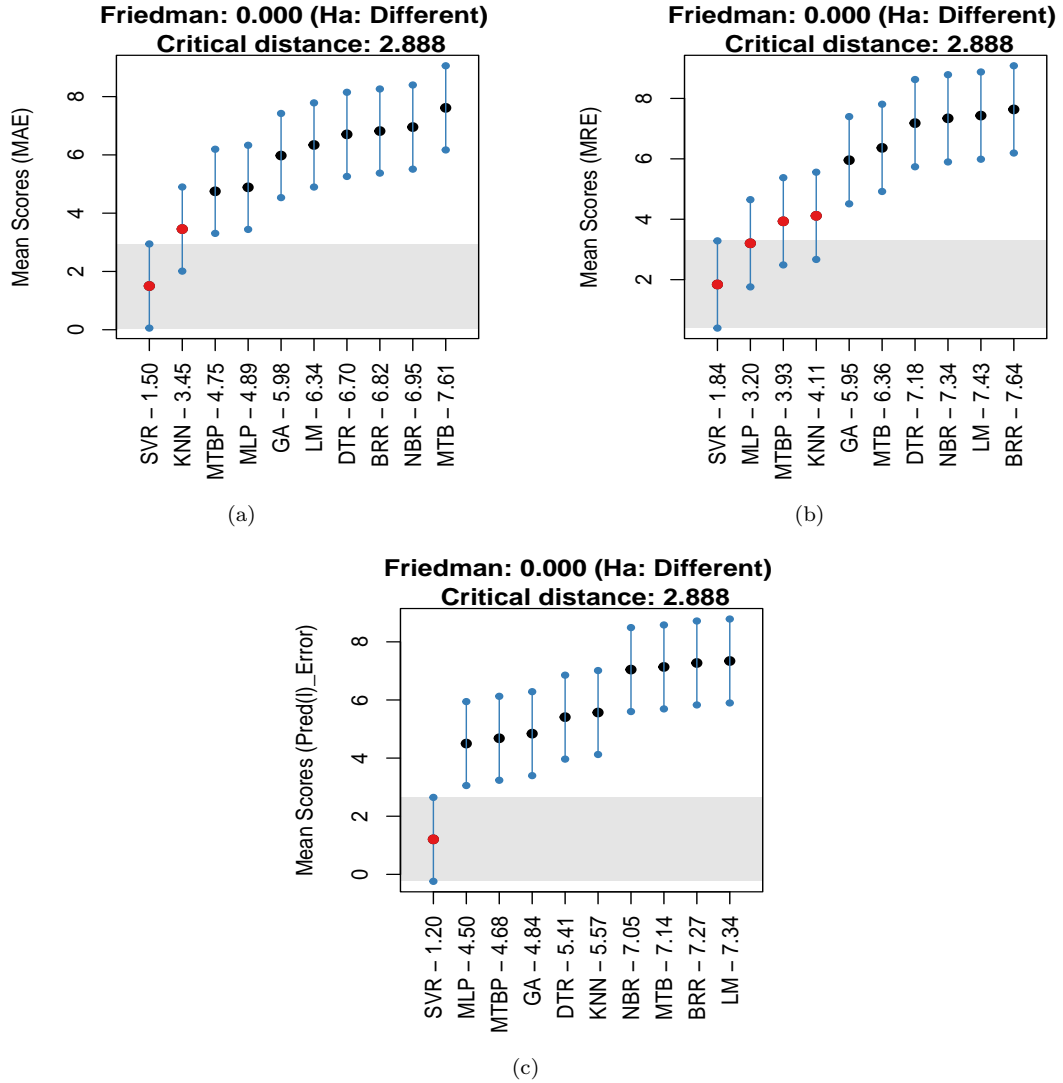 Friedman: 0.000 (Ha: Different)
Critical distance: 2.888
Mean Scores (MAE)
8
6
4
2
0
SVR − 1.50
KNN − 3.45
MTBP − 4.75
MLP − 4.89
GA − 5.98
LM − 6.34
DTR − 6.70
BRR − 6.82
NBR − 6.95
MTB − 7.61
(a)
Friedman: 0.000 (Ha: Different)
Critical distance: 2.888
Mean Scores (MRE)
8
6
4
2
SVR − 1.84
MLP − 3.20
MTBP − 3.93
KNN − 4.11
GA − 5.95
MTB − 6.36
DTR − 7.18
NBR − 7.34
LM − 7.43
BRR − 7.64
(b)
Friedman: 0.000 (Ha: Different)
Critical distance: 2.888
Mean Scores (Pred(l)_Error)
8
6
4
2
0
SVR − 1.20
MLP − 4.50
MTBP − 4.68
GA − 4.84
DTR − 5.41
KNN − 5.57
NBR − 7.05
MTB − 7.14
BRR − 7.27
LM − 7.34
(c)